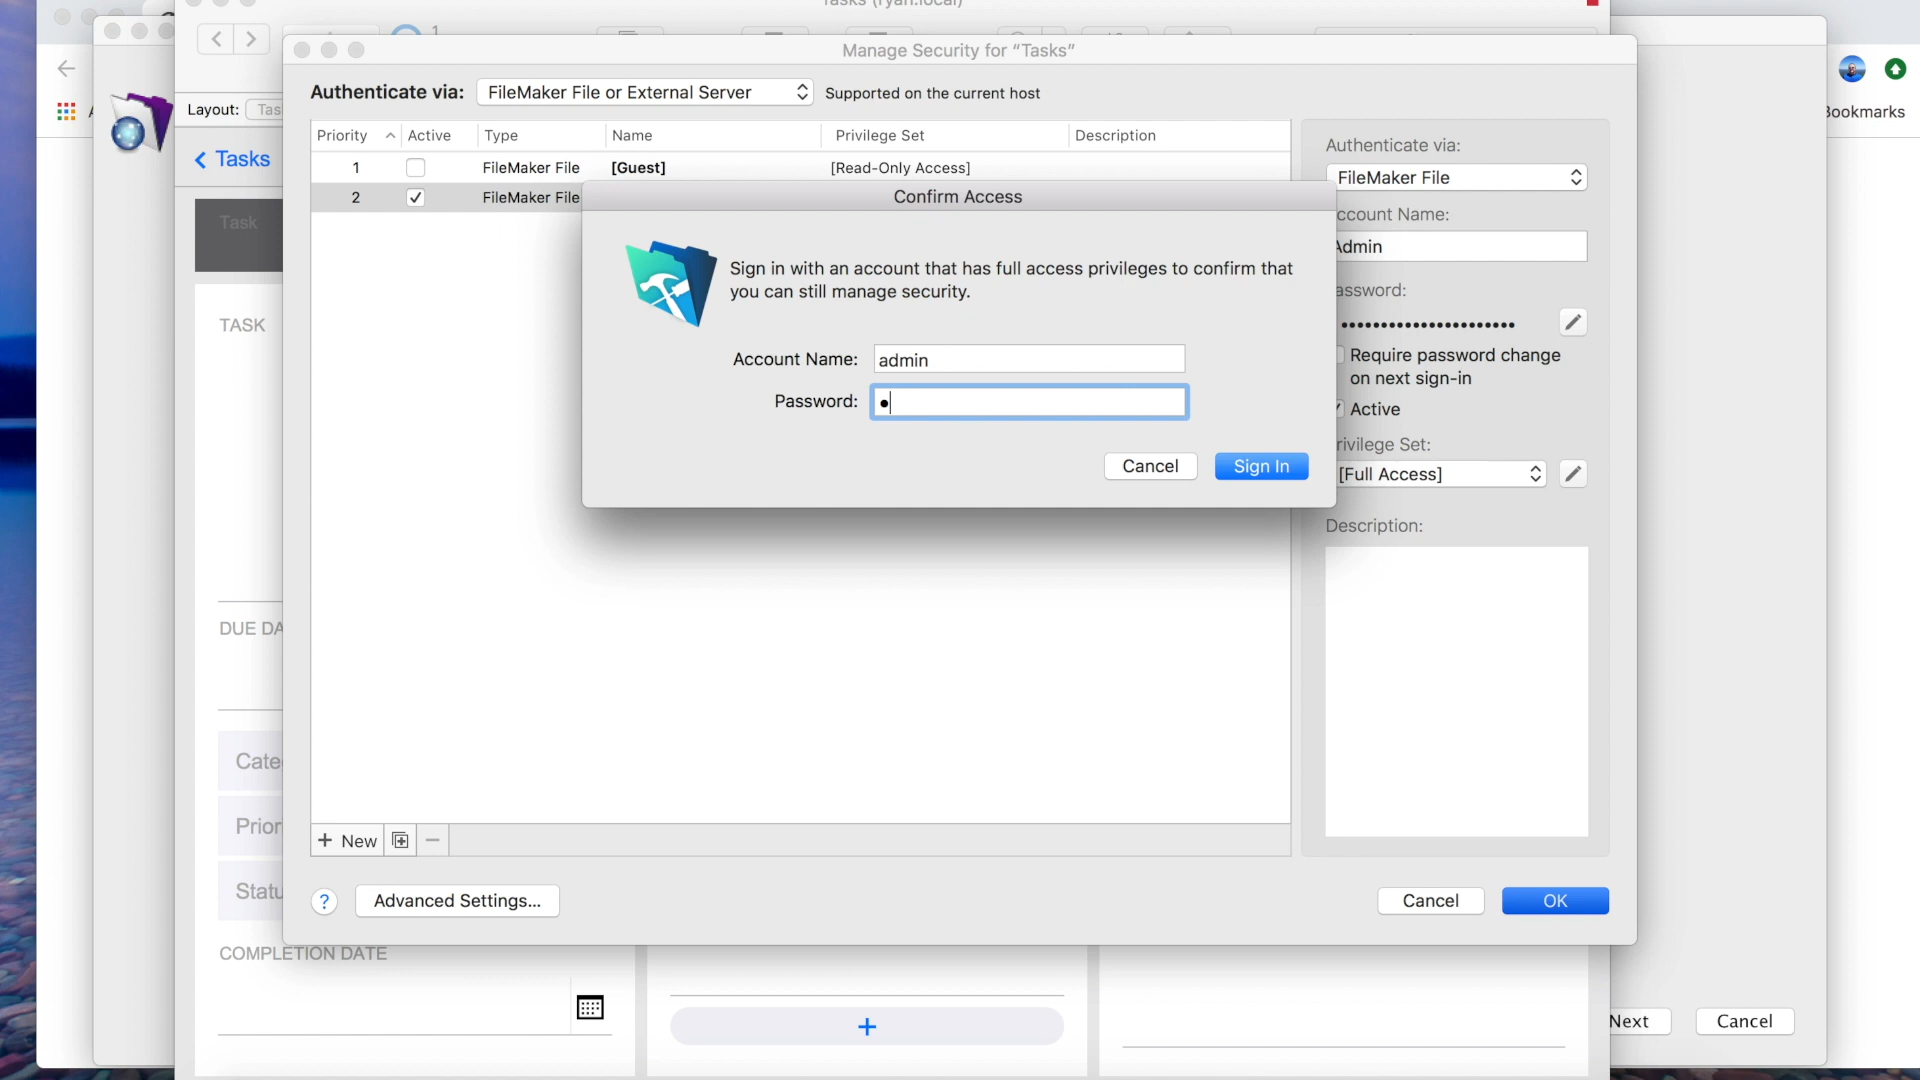 Manage Security for “Tasks”
Authenticate via: FileMaker File or External Server Supported on the current host
Priority Active Type Name Privilege Set Description
1 FileMaker File [Guest] [Read-Only Access]
2 FileMaker File
Confirm Access
Sign in with an account that has full access privileges to confirm that
you can still manage security.
Account Name: admin
Password:
Cancel Sign In
Authenticate via:
FileMaker File
ccount Name:
Admin
assword:
Require password change
on next sign-in
Active
rivilege Set:
[Full Access]
Description:
+ New
? Advanced Settings...
Cancel OK
1
Layout: Tas
Tasks
Task
TASK
DUE DA
Cate
Prior
Statu
COMPLETION DATE
+
Bookmarks
Next Cancel